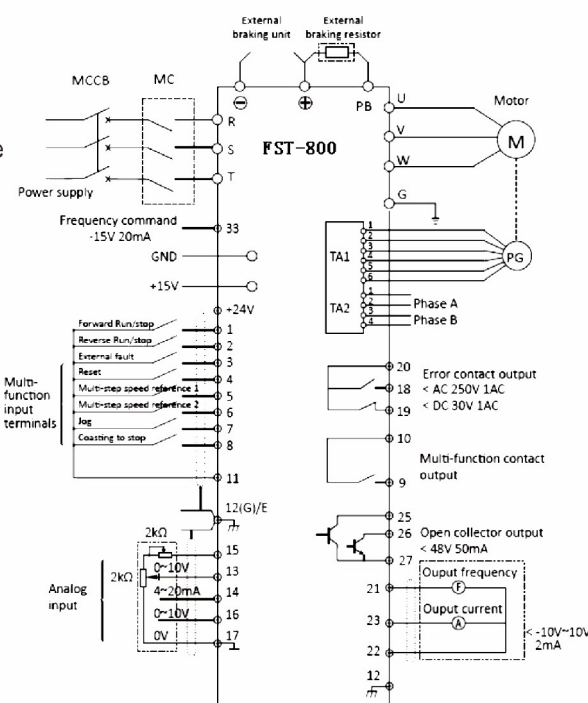 External
braking unit
External
braking resistor
MCCB
MC
⊖
⊕
PB
U
Motor
R
V
M
S
FST-800
W
T
Power supply
G
Frequency command
-15V 20mA
33
GND
+15V
TA1
1
2
3
4
5
6
PG
TA2
1
2
3
4
Phase A
Phase B
+24V
Forward Run/stop
1
Reverse Run/stop
2
External fault
3
Reset
4
Multi-step speed reference 1
5
Multi-step speed reference 2
6
Jog
7
Coasting to stop
8
Multi-
function
input
terminals
11
20
18
19
Error contact output
< AC 250V 1AC
< DC 30V 1AC
10
9
Multi-function contact
output
12(G)/E
25
26
27
Open collector output
< 48V 50mA
2kΩ
15
2kΩ
0~10V
13
4~20mA
14
0~10V
16
0V
17
Analog
input
21
Ouput frequency
F
23
Ouput current
A
22
< -10V~10V
2mA
12
e